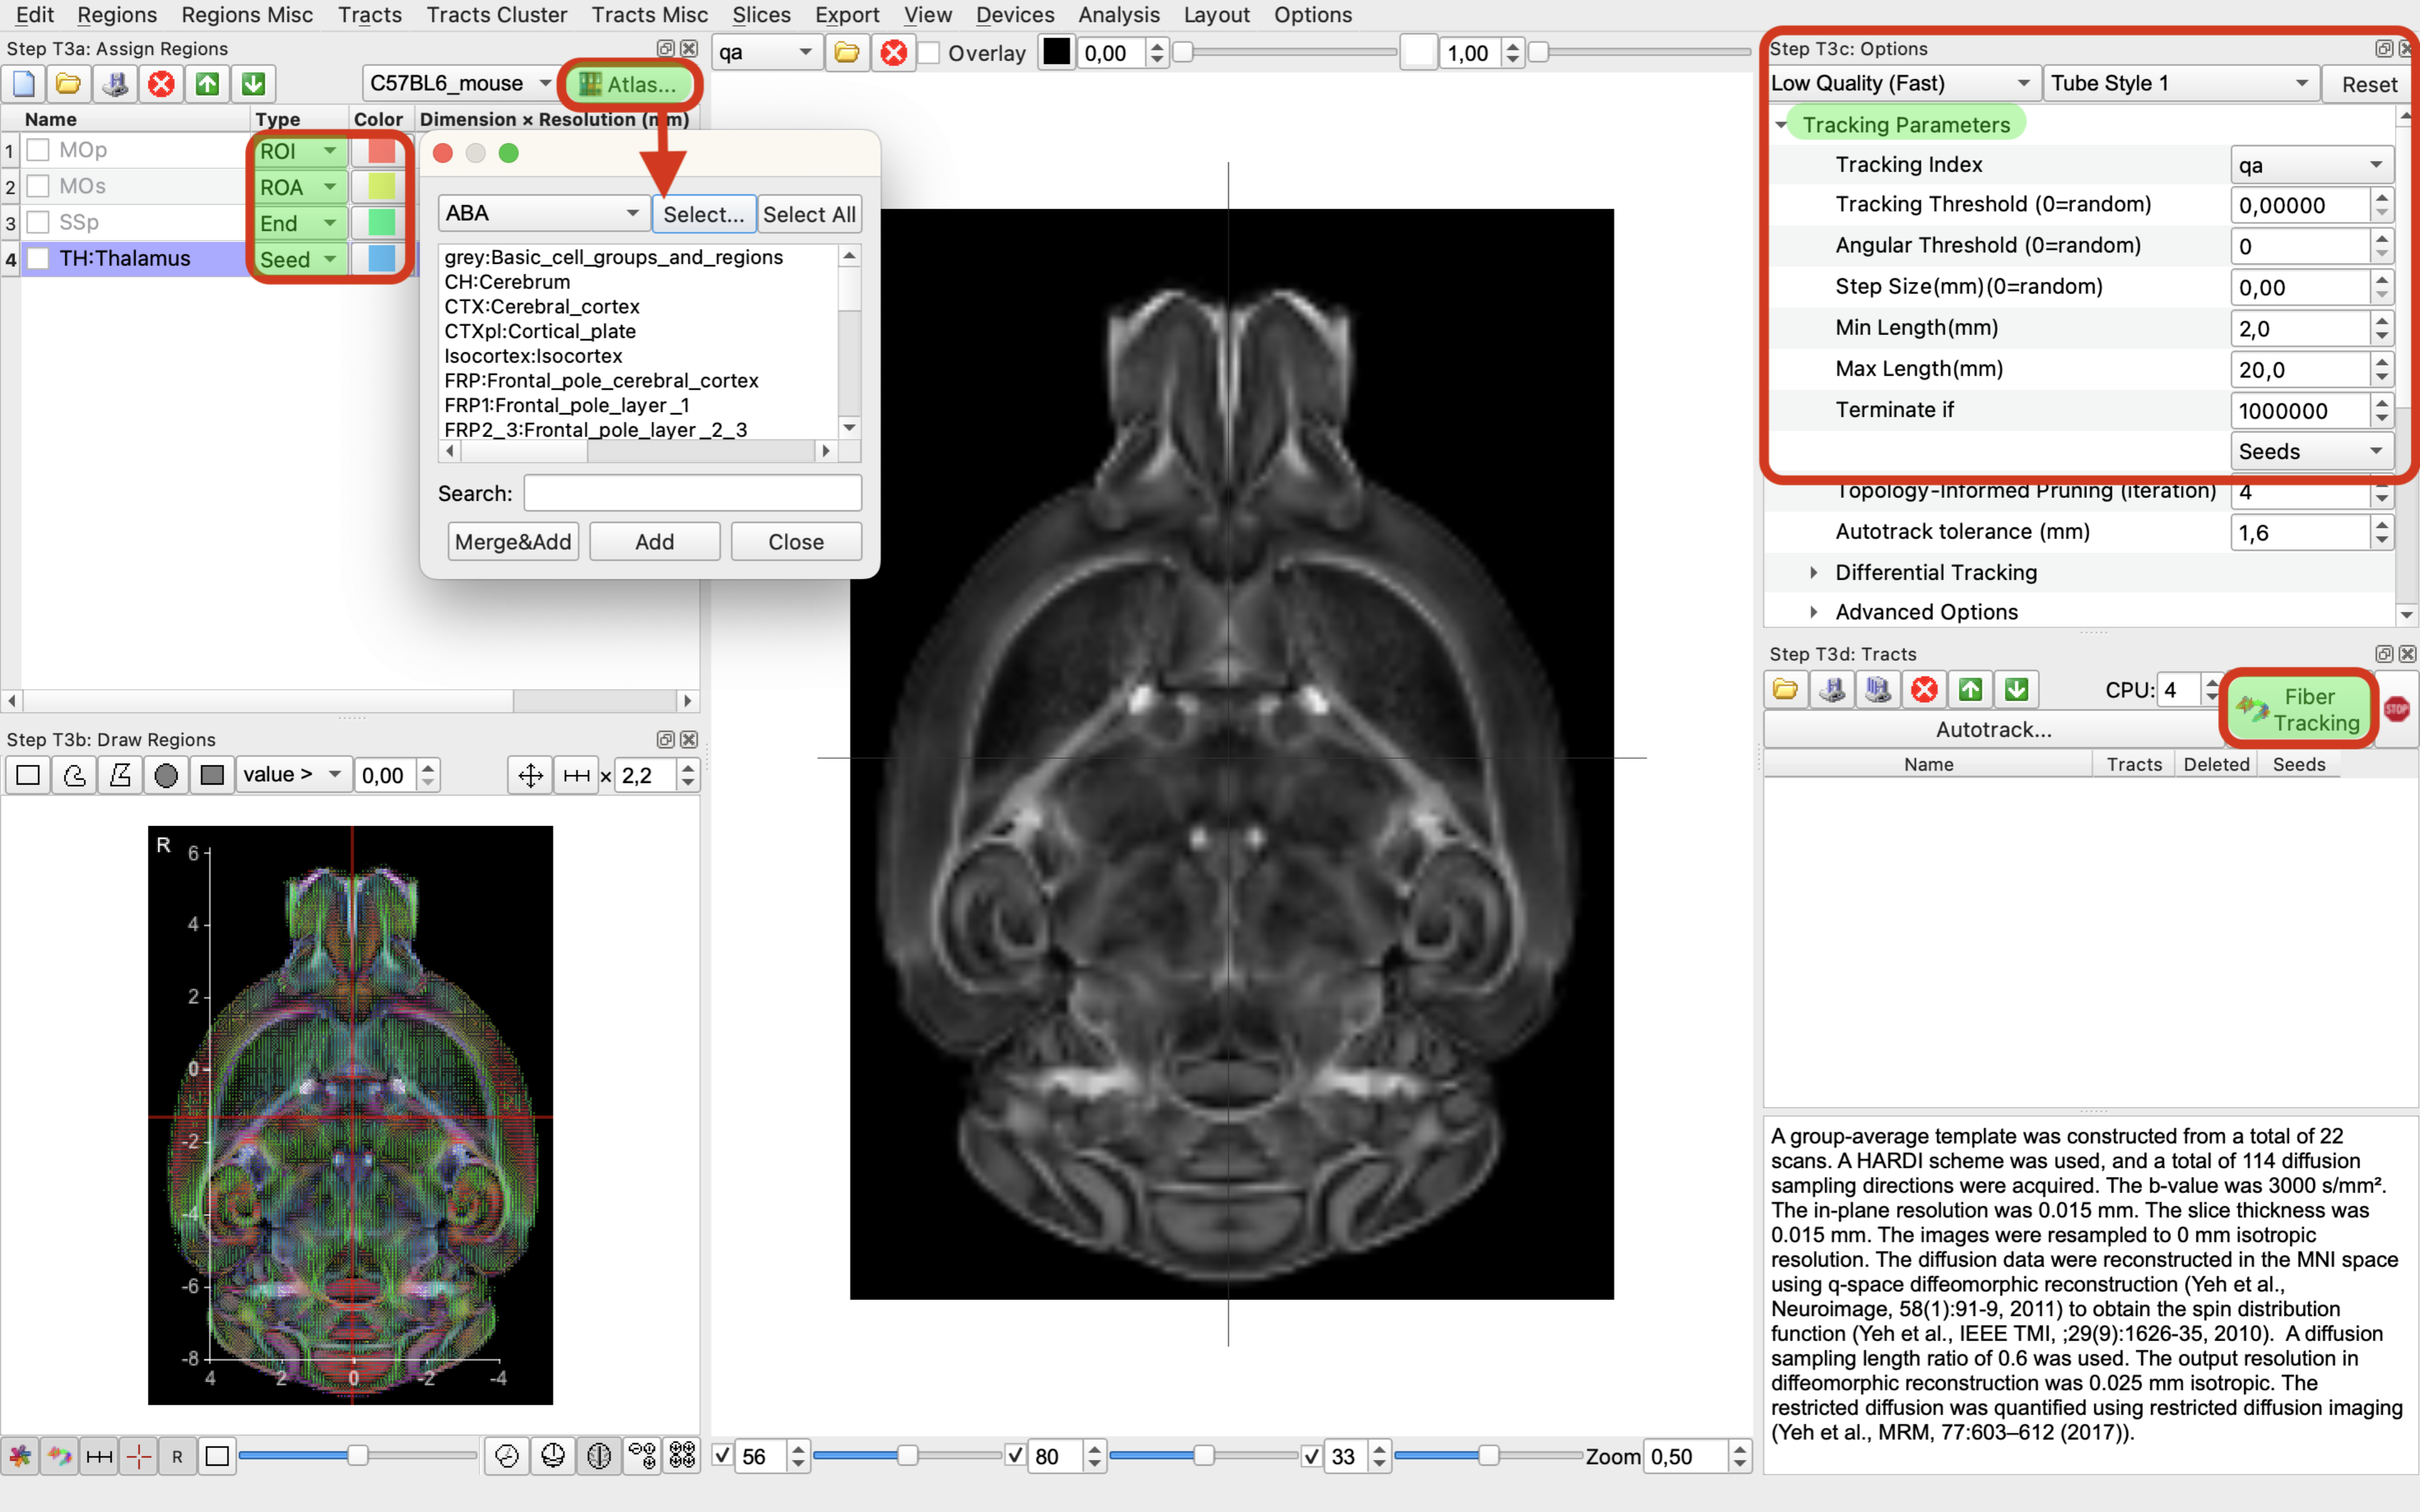 Edit Regions Regions Misc Tracts Tracts Cluster Tracts Misc Slices Export View Devices Analysis Layout Options
Step T3a: Assign Regions
C57BL6_mouse Atlas...
Name Type Color Dimension × Resolution (mm)
1 MOp ROI
2 MOs ROA
3 SSp End
4 TH:Thalamus Seed
ABA Select... Select All
grey:Basic_cell_groups_and_regions
CH:Cerebrum
CTX:Cerebral_cortex
CTXpl:Cortical_plate
Isocortex:Isocortex
FRP:Frontal_pole_cerebral_cortex
FRP1:Frontal_pole_layer_1
FRP2_3:Frontal_pole_layer_2_3
Search:
Merge&Add Add Close
Step T3b: Draw Regions
value > 0,00 × 2,2
R
6
4
2
0
-2
-4
-6
-8
4 2 0 -2 -4
R
qa Overlay 0,00 1,00
56 80 33 Zoom 0,50
Step T3c: Options
Low Quality (Fast) Tube Style 1 Reset
Tracking Parameters
Tracking Index qa
Tracking Threshold (0=random) 0,00000
Angular Threshold (0=random) 0
Step Size(mm)(0=random) 0,00
Min Length(mm) 2,0
Max Length(mm) 20,0
Terminate if 1000000
Seeds
Topology-Informed Pruning (iteration) 4
Autotrack tolerance (mm) 1,6
Differential Tracking
Advanced Options
Step T3d: Tracts
CPU: 4 Fiber Tracking STOP
Autotrack...
Name Tracts Deleted Seeds
A group-average template was constructed from a total of 22
scans. A HARDI scheme was used, and a total of 114 diffusion
sampling directions were acquired. The b-value was 3000 s/mm².
The in-plane resolution was 0.015 mm. The slice thickness was
0.015 mm. The images were resampled to 0 mm isotropic
resolution. The diffusion data were reconstructed in the MNI space
using q-space diffeomorphic reconstruction (Yeh et al.,
Neuroimage, 58(1):91-9, 2011) to obtain the spin distribution
function (Yeh et al., IEEE TMI, ;29(9):1626-35, 2010). A diffusion
sampling length ratio of 0.6 was used. The output resolution in
diffeomorphic reconstruction was 0.025 mm isotropic. The
restricted diffusion was quantified using restricted diffusion imaging
(Yeh et al., MRM, 77:603–612 (2017)).